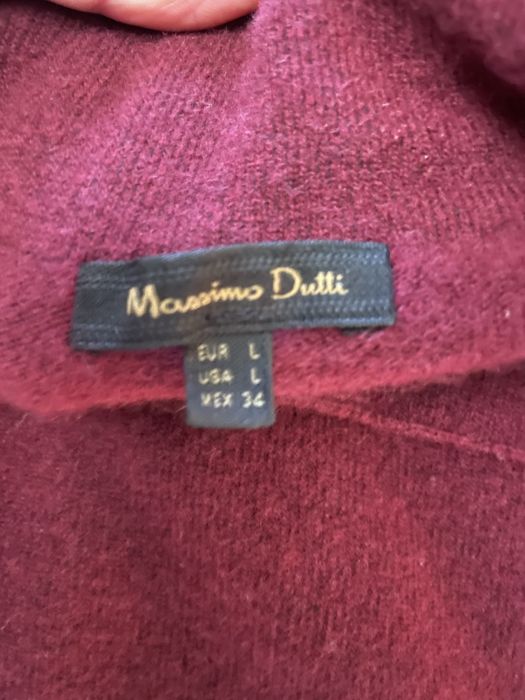 Massimo Dutti
EUR L
USA L
MEX 34